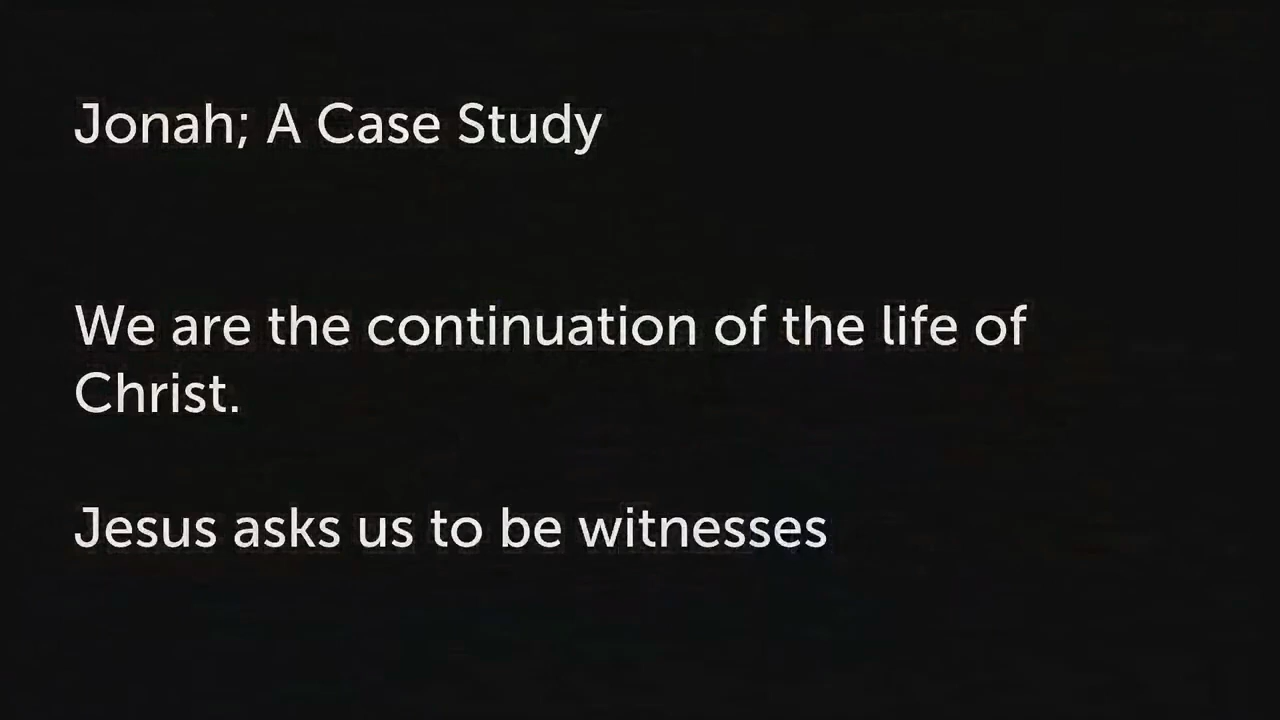 Jonah; A Case Study
We are the continuation of the life of
Christ.
Jesus asks us to be witnesses